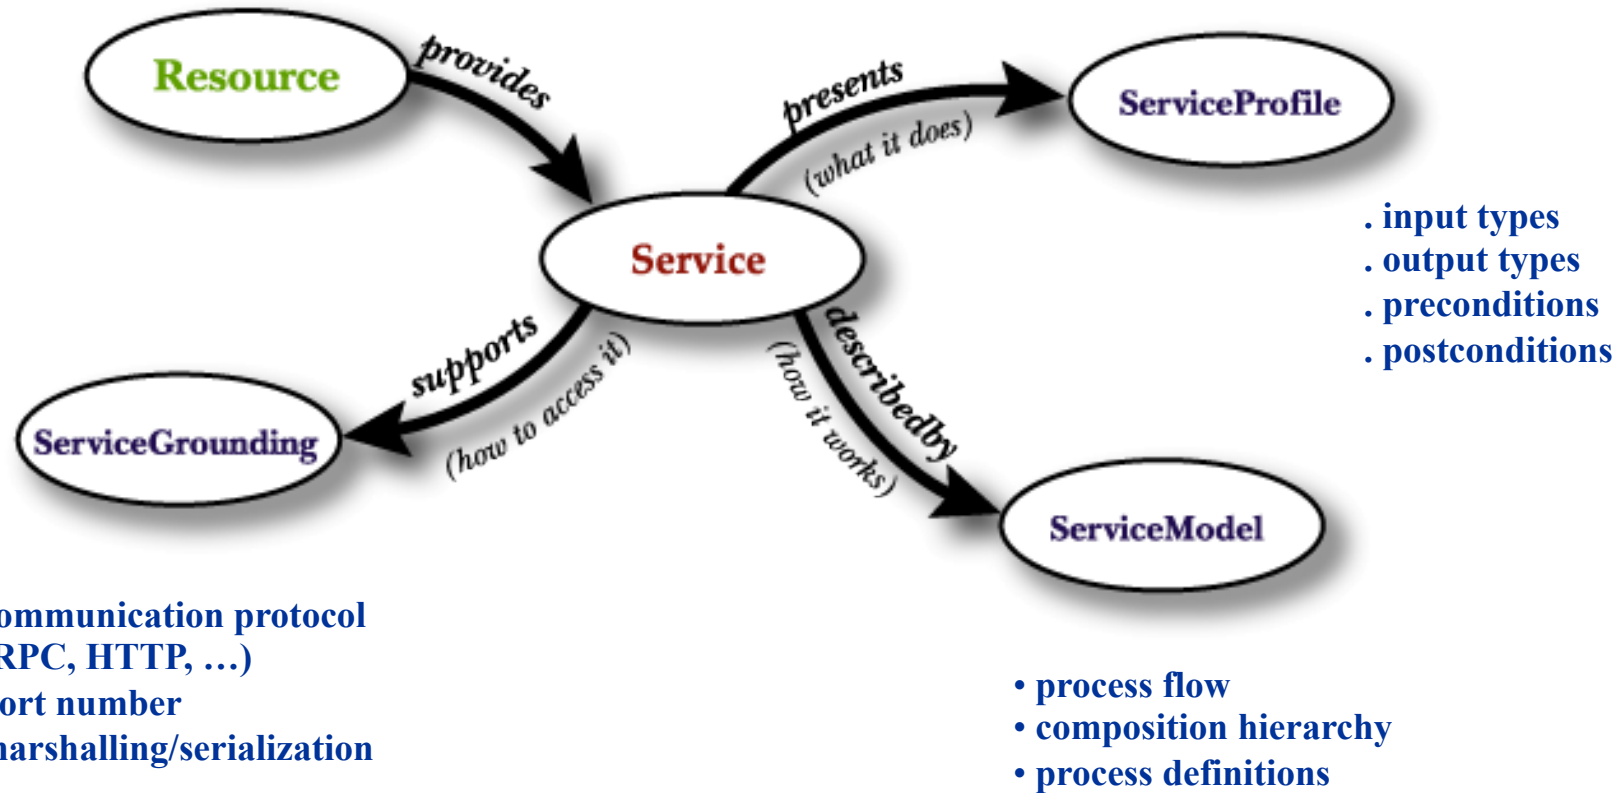 Resource
provides
presents
(what it does)
ServiceProfile
. input types
. output types
. preconditions
. postconditions
Service
supports
(how to access it)
describedby
(how it works)
ServiceGrounding
ServiceModel
ommunication protocol
RPC, HTTP, …)
ort number
narshalling/serialization
• process flow
• composition hierarchy
• process definitions